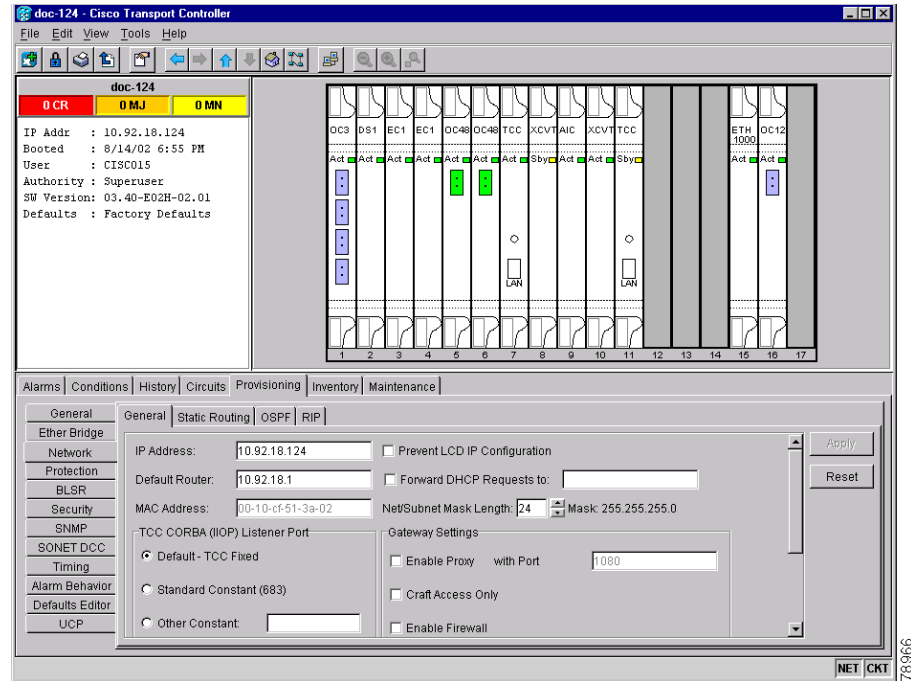 doc-124 - Cisco Transport Controller
File Edit View Tools Help
doc-124
0 CR 0 MJ 0 MN
IP Addr : 10.92.18.124
Booted : 8/14/02 6:55 PM
User : CISCO15
Authority : Superuser
SW Version: 03.40-E02H-02.01
Defaults : Factory Defaults
OC3 DS1 EC1 EC1 OC48 OC48 TCC XCVT AIC XCVT TCC ETH 1000 OC12
Act Act Act Act Act Act Act Sby Act Act Sby Act Act
LAN LAN
1 2 3 4 5 6 7 8 9 10 11 12 13 14 15 16 17
Alarms Conditions History Circuits Provisioning Inventory Maintenance
General
Ether Bridge
Network
Protection
BLSR
Security
SNMP
SONET DCC
Timing
Alarm Behavior
Defaults Editor
UCP
General Static Routing OSPF RIP
IP Address: 10.92.18.124 Prevent LCD IP Configuration
Default Router: 10.92.18.1 Forward DHCP Requests to:
MAC Address: 00-10-cf-51-3a-02 Net/Subnet Mask Length: 24 Mask: 255.255.255.0
TCC CORBA (IIOP) Listener Port
Default - TCC Fixed
Standard Constant (683)
Other Constant:
Gateway Settings
Enable Proxy with Port 1080
Craft Access Only
Enable Firewall
Apply
Reset
NET CKT
78966